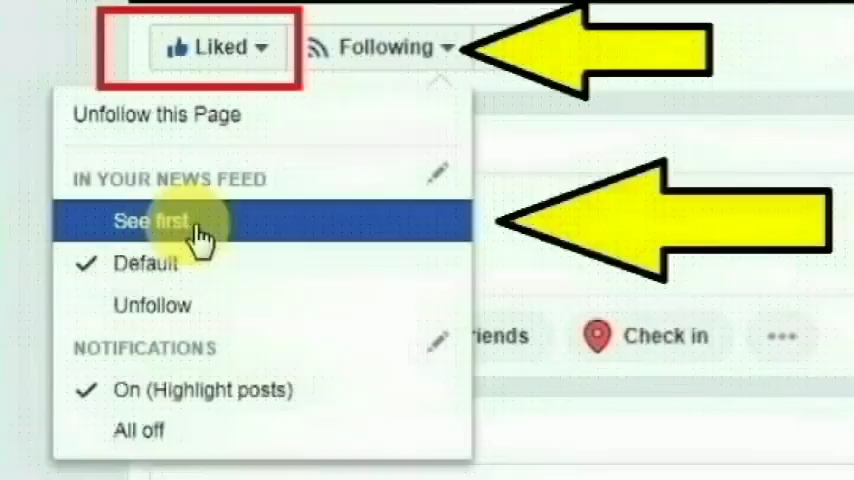 Liked Following
Unfollow this Page
IN YOUR NEWS FEED
See first
Default
Unfollow
riends Check in
NOTIFICATIONS
On (Highlight posts)
All off